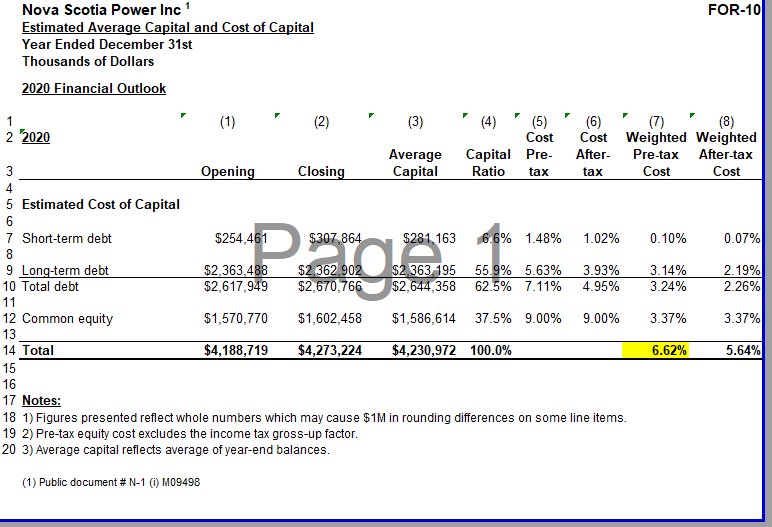 Nova Scotia Power Inc ¹ FOR-10
Estimated Average Capital and Cost of Capital
Year Ended December 31st
Thousands of Dollars
2020 Financial Outlook
1 (1) (2) (3) (4) (5) (6) (7) (8)
2 2020 Cost Cost Weighted Weighted
Average Capital Pre- After- Pre-tax After-tax
3 Opening Closing Capital Ratio tax tax Cost Cost
4
5 Estimated Cost of Capital
6
7 Short-term debt $254,461 $307,864 $281,163 6.6% 1.48% 1.02% 0.10% 0.07%
8
9 Long-term debt $2,363,488 $2,362,902 $2,363,195 55.9% 5.63% 3.93% 3.14% 2.19%
10 Total debt $2,617,949 $2,670,766 $2,644,358 62.5% 7.11% 4.95% 3.24% 2.26%
11
12 Common equity $1,570,770 $1,602,458 $1,586,614 37.5% 9.00% 9.00% 3.37% 3.37%
13
14 Total $4,188,719 $4,273,224 $4,230,972 100.0% 6.62% 5.64%
15
16
17 Notes:
18 1) Figures presented reflect whole numbers which may cause $1M in rounding differences on some line items.
19 2) Pre-tax equity cost excludes the income tax gross-up factor.
20 3) Average capital reflects average of year-end balances.
(1) Public document # N-1 (i) M09498
Page 1